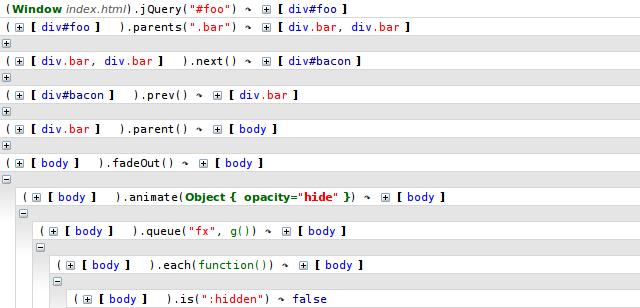 (Window index.html).jQuery("#foo") ↷ [ div#foo ]
( [ div#foo ] ).parents(".bar") ↷ [ div.bar, div.bar ]
( [ div.bar, div.bar ] ).next() ↷ [ div#bacon ]
( [ div#bacon ] ).prev() ↷ [ div.bar ]
( [ div.bar ] ).parent() ↷ [ body ]
( [ body ] ).fadeOut() ↷ [ body ]
( [ body ] ).animate(Object { opacity="hide" }) ↷ [ body ]
( [ body ] ).queue("fx", g()) ↷ [ body ]
( [ body ] ).each(function()) ↷ [ body ]
( [ body ] ).is(":hidden") ↷ false